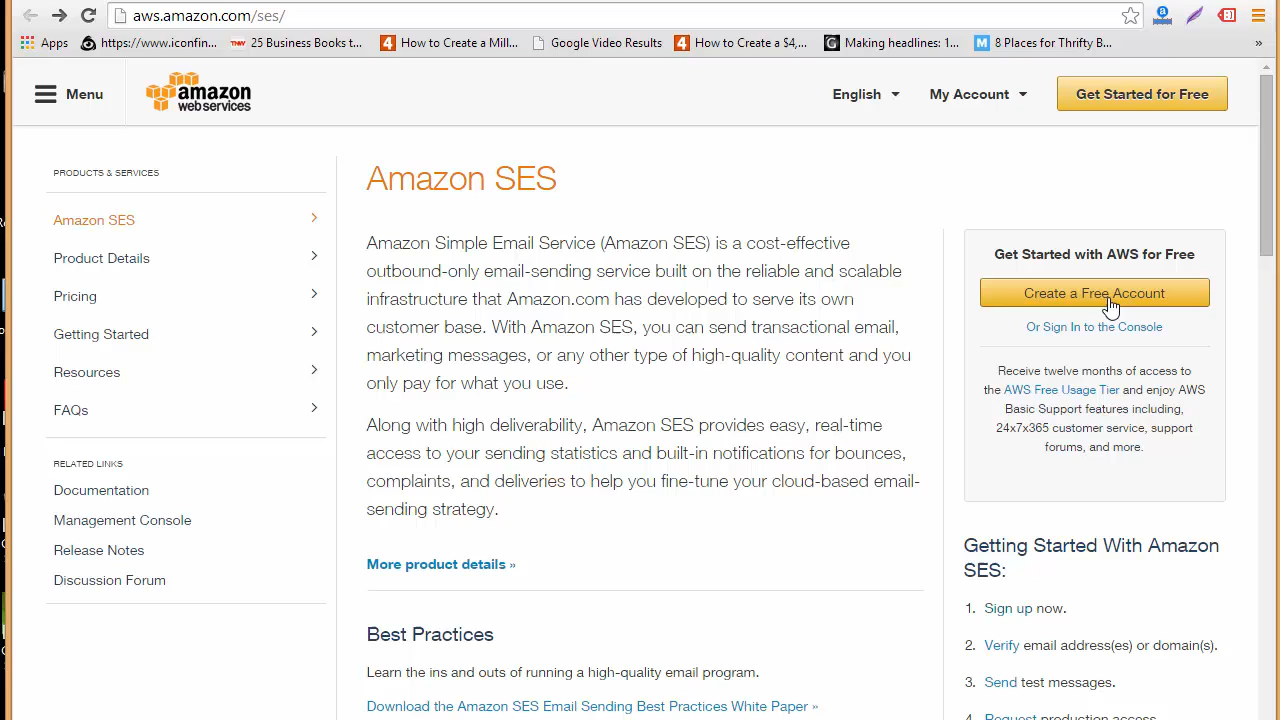 aws.amazon.com/ses/
Apps https://www.iconfin... 25 Business Books t... How to Create a Mill... Google Video Results How to Create a $4,... Making headlines: 1... 8 Places for Thrifty B... »
Menu
amazon
web services
English My Account Get Started for Free
PRODUCTS & SERVICES
Amazon SES
Product Details
Pricing
Getting Started
Resources
FAQs
RELATED LINKS
Documentation
Management Console
Release Notes
Discussion Forum
Amazon SES
Amazon Simple Email Service (Amazon SES) is a cost-effective
outbound-only email-sending service built on the reliable and scalable
infrastructure that Amazon.com has developed to serve its own
customer base. With Amazon SES, you can send transactional email,
marketing messages, or any other type of high-quality content and you
only pay for what you use.
Along with high deliverability, Amazon SES provides easy, real-time
access to your sending statistics and built-in notifications for bounces,
complaints, and deliveries to help you fine-tune your cloud-based email-
sending strategy.
More product details »
Best Practices
Learn the ins and outs of running a high-quality email program.
Download the Amazon SES Email Sending Best Practices White Paper »
Get Started with AWS for Free
Create a Free Account
Or Sign In to the Console
Receive twelve months of access to
the AWS Free Usage Tier and enjoy AWS
Basic Support features including,
24x7x365 customer service, support
forums, and more.
Getting Started With Amazon
SES:
1. Sign up now.
2. Verify email address(es) or domain(s).
3. Send test messages.
4. Request production access.